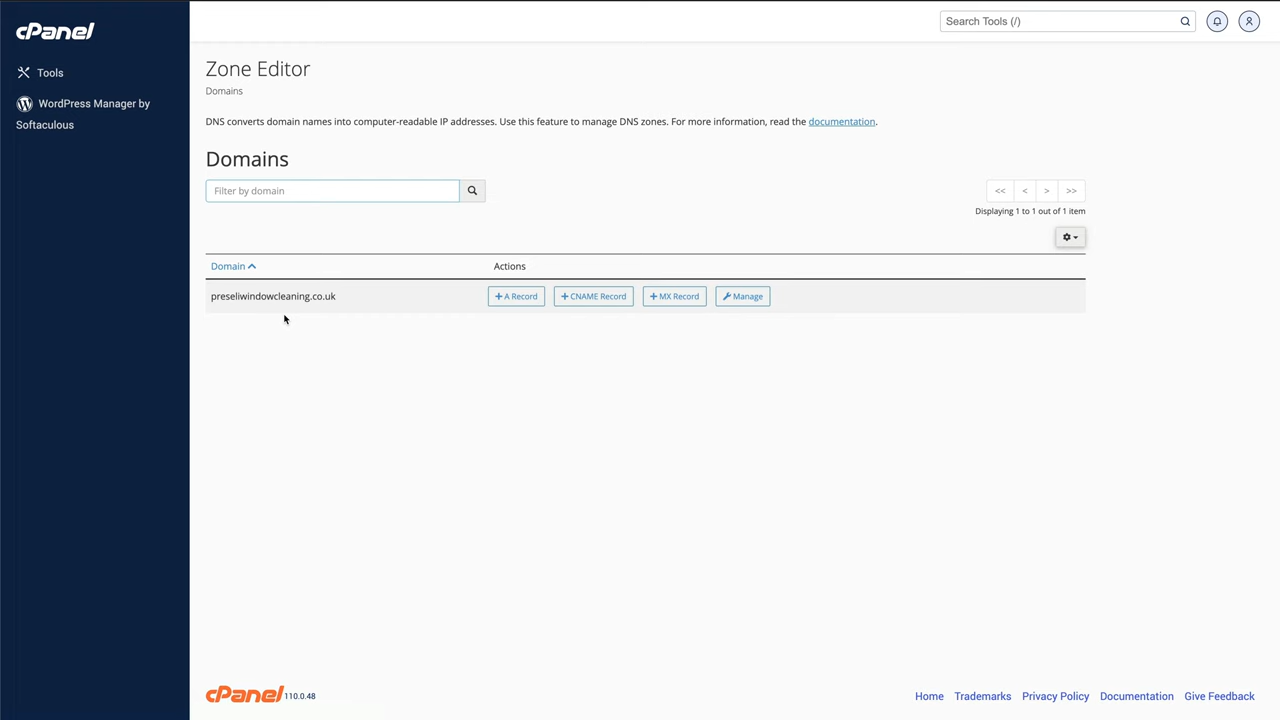 cPanel
Search Tools (/)
Tools
WordPress Manager by
Softaculous
Zone Editor
Domains
DNS converts domain names into computer-readable IP addresses. Use this feature to manage DNS zones. For more information, read the documentation.
Domains
Filter by domain
<< < > >>
Displaying 1 to 1 out of 1 item
Domain Actions
preseliwindowcleaning.co.uk + A Record + CNAME Record + MX Record Manage
cPanel 110.0.48 Home Trademarks Privacy Policy Documentation Give Feedback